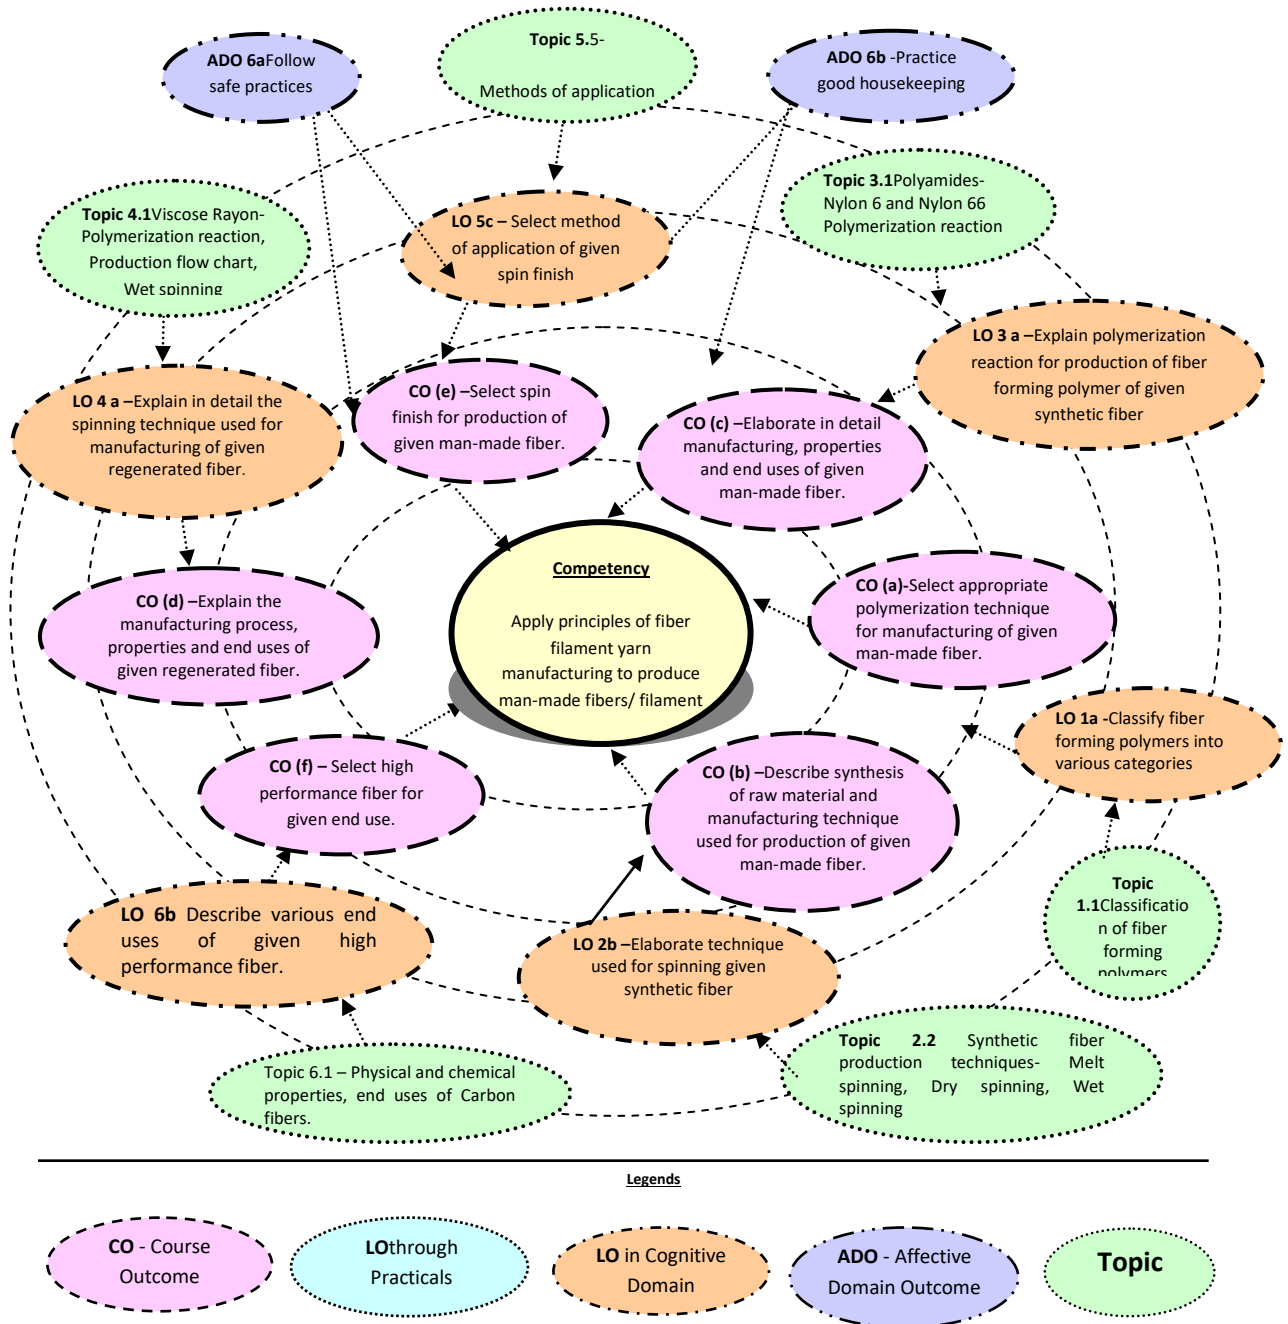 ADO 6aFollow
safe practices
Topic 5.5-
Methods of application
ADO 6b -Practice
good housekeeping
Topic 4.1Viscose Rayon-
Polymerization reaction,
Production flow chart,
Wet spinning
LO 5c – Select method
of application of given
spin finish
Topic 3.1Polyamides-
Nylon 6 and Nylon 66
Polymerization reaction
LO 4 a –Explain in detail the
spinning technique used for
manufacturing of given
regenerated fiber.
CO (e) –Select spin
finish for production of
given man-made fiber.
CO (c) –Elaborate in detail
manufacturing, properties
and end uses of given
man-made fiber.
LO 3 a –Explain polymerization
reaction for production of fiber
forming polymer of given
synthetic fiber
CO (d) –Explain the
manufacturing process,
properties and end uses of
given regenerated fiber.
Competency
Apply principles of fiber
filament yarn
manufacturing to produce
man-made fibers/ filament
CO (a)-Select appropriate
polymerization technique
for manufacturing of given
man-made fiber.
CO (f) – Select high
performance fiber for
given end use.
CO (b) –Describe synthesis
of raw material and
manufacturing technique
used for production of given
man-made fiber.
LO 1a -Classify fiber
forming polymers into
various categories
LO 6b Describe various end
uses of given high
performance fiber.
LO 2b –Elaborate technique
used for spinning given
synthetic fiber
Topic
1.1Classificatio
n of fiber
forming
polymers
Topic 6.1 – Physical and chemical
properties, end uses of Carbon
fibers.
Topic 2.2 Synthetic fiber
production techniques- Melt
spinning, Dry spinning, Wet
spinning
Legends
CO - Course
Outcome
LOthrough
Practicals
LO in Cognitive
Domain
ADO - Affective
Domain Outcome
Topic